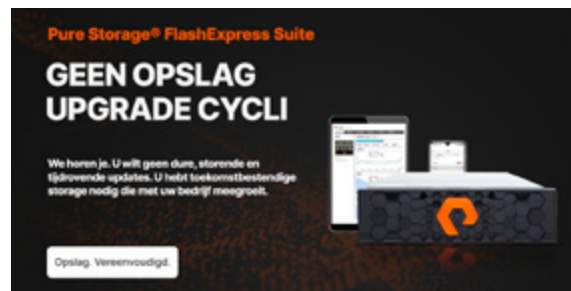 Pure Storage® FlashExpress Suite
GEEN OPSLAG
UPGRADE CYCLI
We horen je. U wilt geen dure, storende en
tijdrovende updates. U hebt toekomstbestendige
storage nodig die met uw bedrijf meegroeit.
Opslag. Vereenvoudigd.